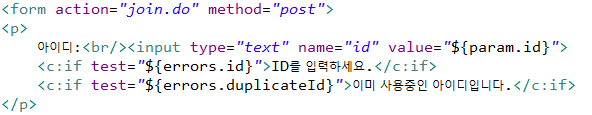 <form action="join.do" method="post">
<p>
아이디:<br/><input type="text" name="id" value="${param.id}">
<c:if test="${errors.id}">ID를 입력하세요.</c:if>
<c:if test="${errors.duplicateId}">이미 사용중인 아이디입니다.</c:if>
</p>